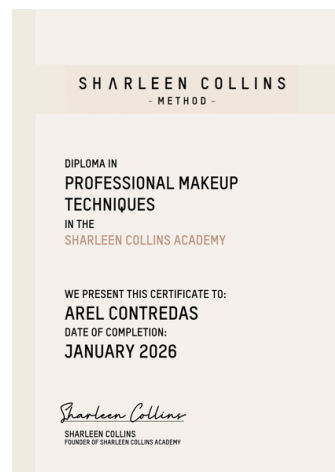 SHARLEEN COLLINS
- METHOD -
DIPLOMA IN
PROFESSIONAL MAKEUP
TECHNIQUES
IN THE
SHARLEEN COLLINS ACADEMY
WE PRESENT THIS CERTIFICATE TO:
AREL CONTREDAS
DATE OF COMPLETION:
JANUARY 2026
Sharleen Collins
SHARLEEN COLLINS
FOUNDER OF SHARLEEN COLLINS ACADEMY